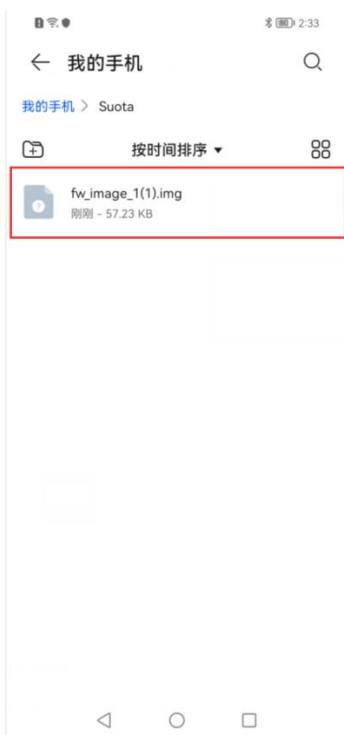 2:33
我的手机
我的手机 > Suota
按时间排序
fw_image_1(1).img
刚刚 - 57.23 KB